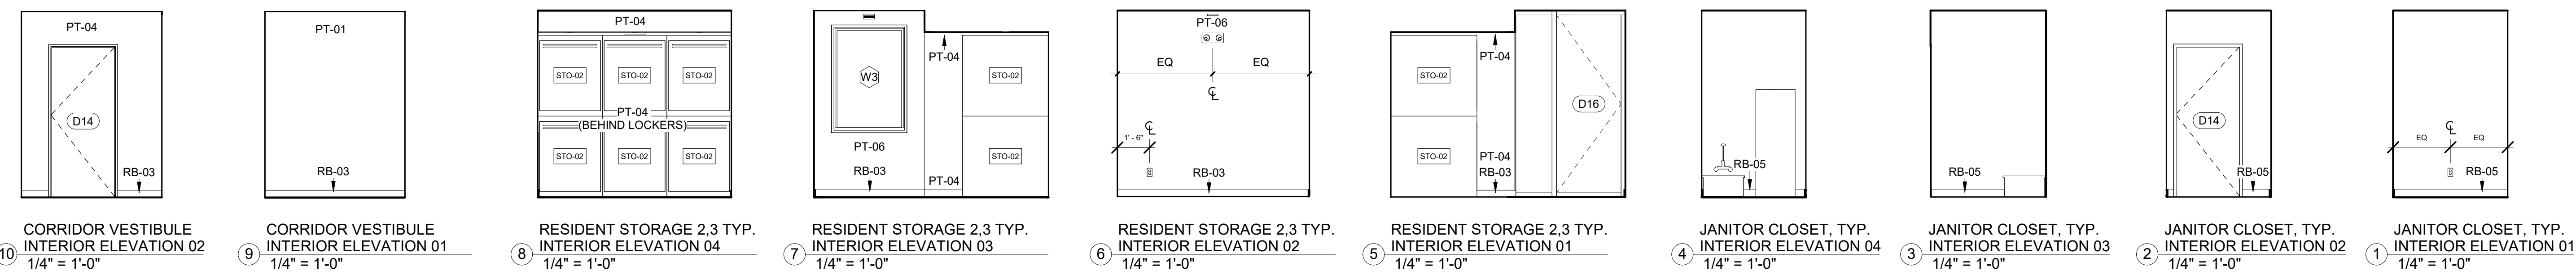 PT-04
D14
RB-03
10
CORRIDOR VESTIBULE
INTERIOR ELEVATION 02
1/4" = 1'-0"
PT-01
RB-03
9
CORRIDOR VESTIBULE
INTERIOR ELEVATION 01
1/4" = 1'-0"
PT-04
STO-02 STO-02 STO-02
PT-04
(BEHIND LOCKERS)
STO-02 STO-02 STO-02
8
RESIDENT STORAGE 2,3 TYP.
INTERIOR ELEVATION 04
1/4" = 1'-0"
PT-04
W3
STO-02
PT-06
RB-03
STO-02
PT-04
7
RESIDENT STORAGE 2,3 TYP.
INTERIOR ELEVATION 03
1/4" = 1'-0"
PT-06
EQ EQ
CL
CL
1' - 6"
RB-03
6
RESIDENT STORAGE 2,3 TYP.
INTERIOR ELEVATION 02
1/4" = 1'-0"
PT-04
STO-02
D16
STO-02
PT-04
RB-03
5
RESIDENT STORAGE 2,3 TYP.
INTERIOR ELEVATION 01
1/4" = 1'-0"
RB-05
4
JANITOR CLOSET, TYP.
INTERIOR ELEVATION 04
1/4" = 1'-0"
RB-05
3
JANITOR CLOSET, TYP.
INTERIOR ELEVATION 03
1/4" = 1'-0"
D14
RB-05
2
JANITOR CLOSET, TYP.
INTERIOR ELEVATION 02
1/4" = 1'-0"
CL
EQ EQ
RB-05
1
JANITOR CLOSET, TYP.
INTERIOR ELEVATION 01
1/4" = 1'-0"